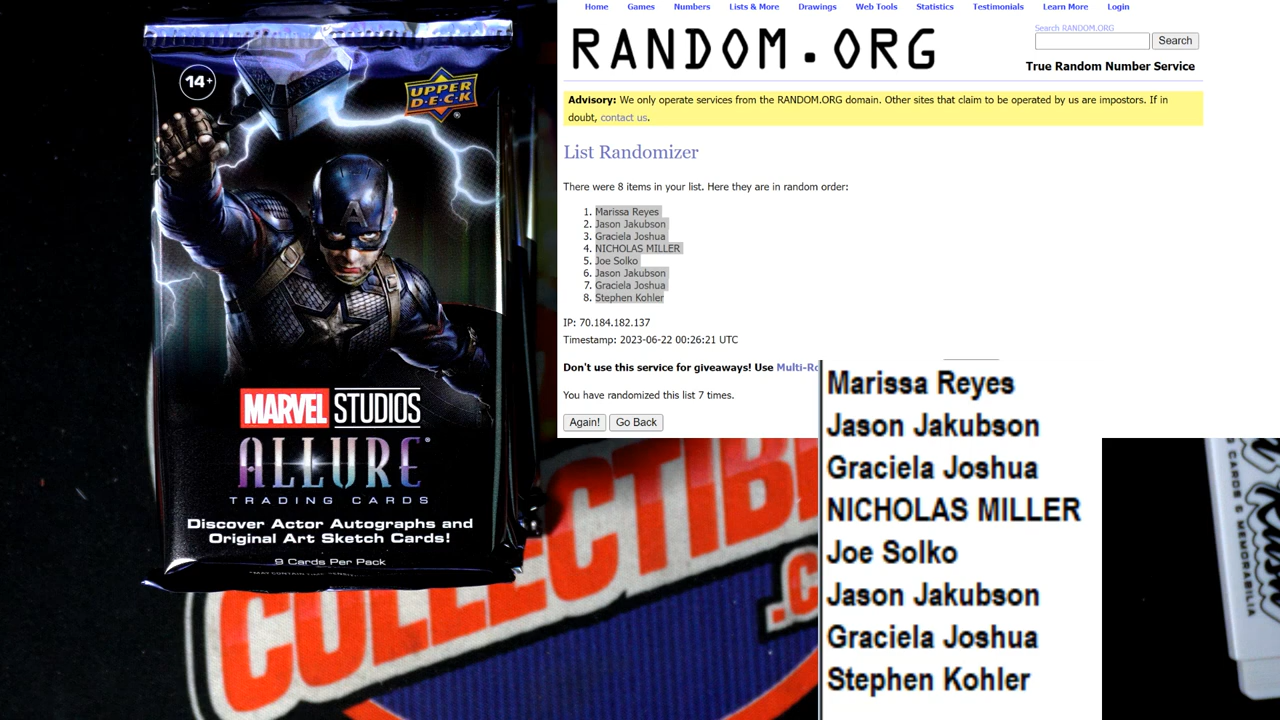 14+
UPPER
D·E·C·K
MARVEL STUDIOS
ALLURE
TRADING CARDS
Discover Actor Autographs and
Original Art Sketch Cards!
9 Cards Per Pack
Home Games Numbers Lists & More Drawings Web Tools Statistics Testimonials Learn More Login
Search RANDOM.ORG
RANDOM.ORG
Search
True Random Number Service
Advisory: We only operate services from the RANDOM.ORG domain. Other sites that claim to be operated by us are impostors. If in
doubt, contact us.
List Randomizer
There were 8 items in your list. Here they are in random order:
1. Marissa Reyes
2. Jason Jakubson
3. Graciela Joshua
4. NICHOLAS MILLER
5. Joe Solko
6. Jason Jakubson
7. Graciela Joshua
8. Stephen Kohler
IP: 70.184.182.137
Timestamp: 2023-06-22 00:26:21 UTC
Don't use this service for giveaways! Use
You have randomized this list 7 times.
Again! Go Back
Marissa Reyes
Jason Jakubson
Graciela Joshua
NICHOLAS MILLER
Joe Solko
Jason Jakubson
Graciela Joshua
Stephen Kohler
CARDS & MEMORABILIA